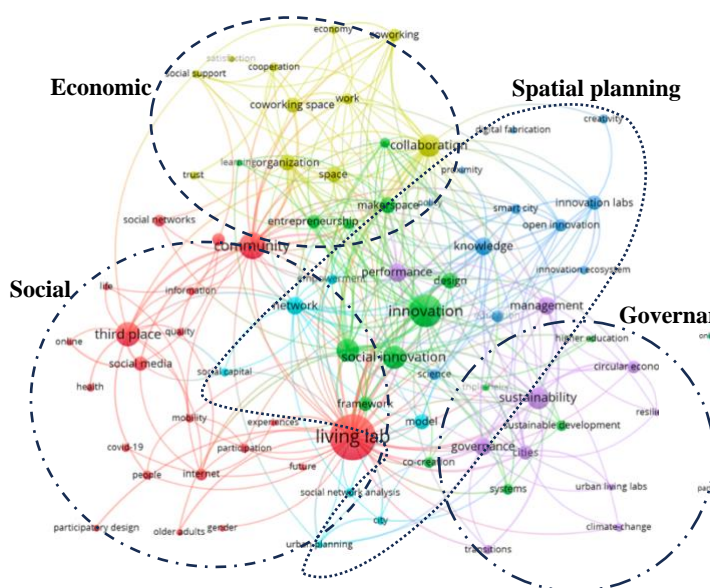 economy
coworking
satisfaction
social support
cooperation
Economic
Spatial planning
coworking space
work
creativity
digital fabrication
collaboration
learning
organization
proximity
trust
space
smart city
innovation labs
policy
makerspace
social networks
entrepreneurship
open innovation
community
knowledge
performance
empowerment
design
innovation ecosystem
Social
life
information
network
management
innovation
Governan
third place
online
quality
higher education
social media
social innovation
circular econo
social capital
science
health
sustainability
framework
resilien
mobility
experiences
model
sustainable development
living lab
covid-19
participation
governance
cities
people
internet
future
co-creation
social network analysis
systems
urban living labs
participatory design
older adults
gender
city
climate change
urban planning
transitions